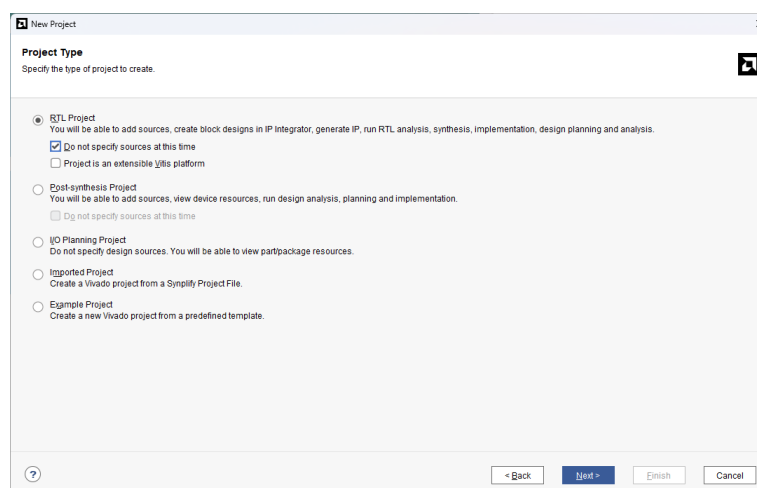 New Project
Project Type
Specify the type of project to create.
RTL Project
You will be able to add sources, create block designs in IP Integrator, generate IP, run RTL analysis, synthesis, implementation, design planning and analysis.
Do not specify sources at this time
Project is an extensible Vitis platform
Post-synthesis Project
You will be able to add sources, view device resources, run design analysis, planning and implementation.
Do not specify sources at this time
I/O Planning Project
Do not specify design sources. You will be able to view part/package resources.
Imported Project
Create a Vivado project from a Synplify Project File.
Example Project
Create a new Vivado project from a predefined template.
? < Back Next > Finish Cancel